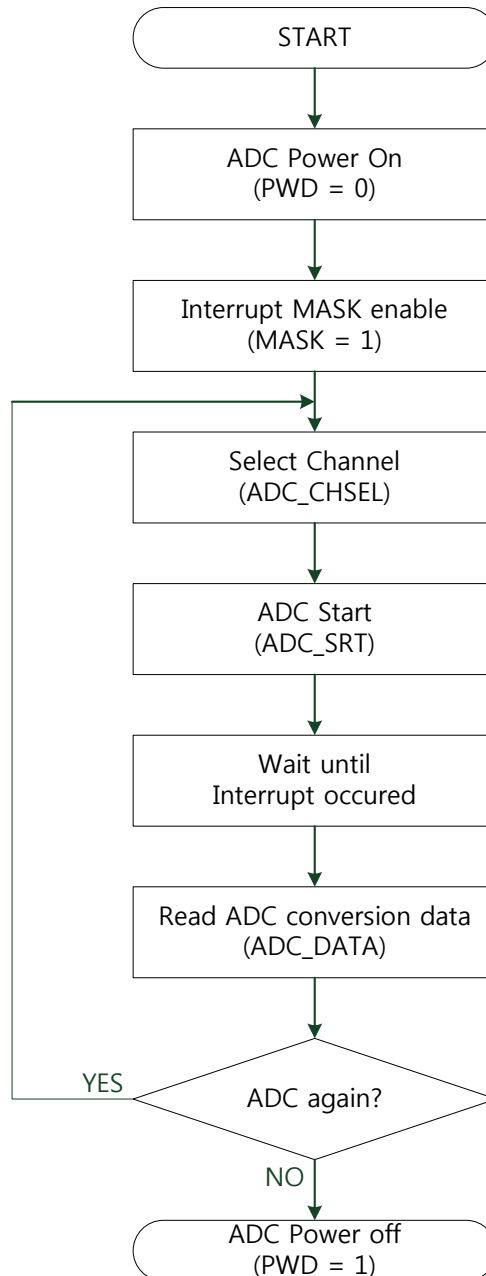 START
ADC Power On
(PWD = 0)
Interrupt MASK enable
(MASK = 1)
Select Channel
(ADC_CHSEL)
ADC Start
(ADC_SRT)
Wait until
Interrupt occured
Read ADC conversion data
(ADC_DATA)
YES
ADC again?
NO
ADC Power off
(PWD = 1)